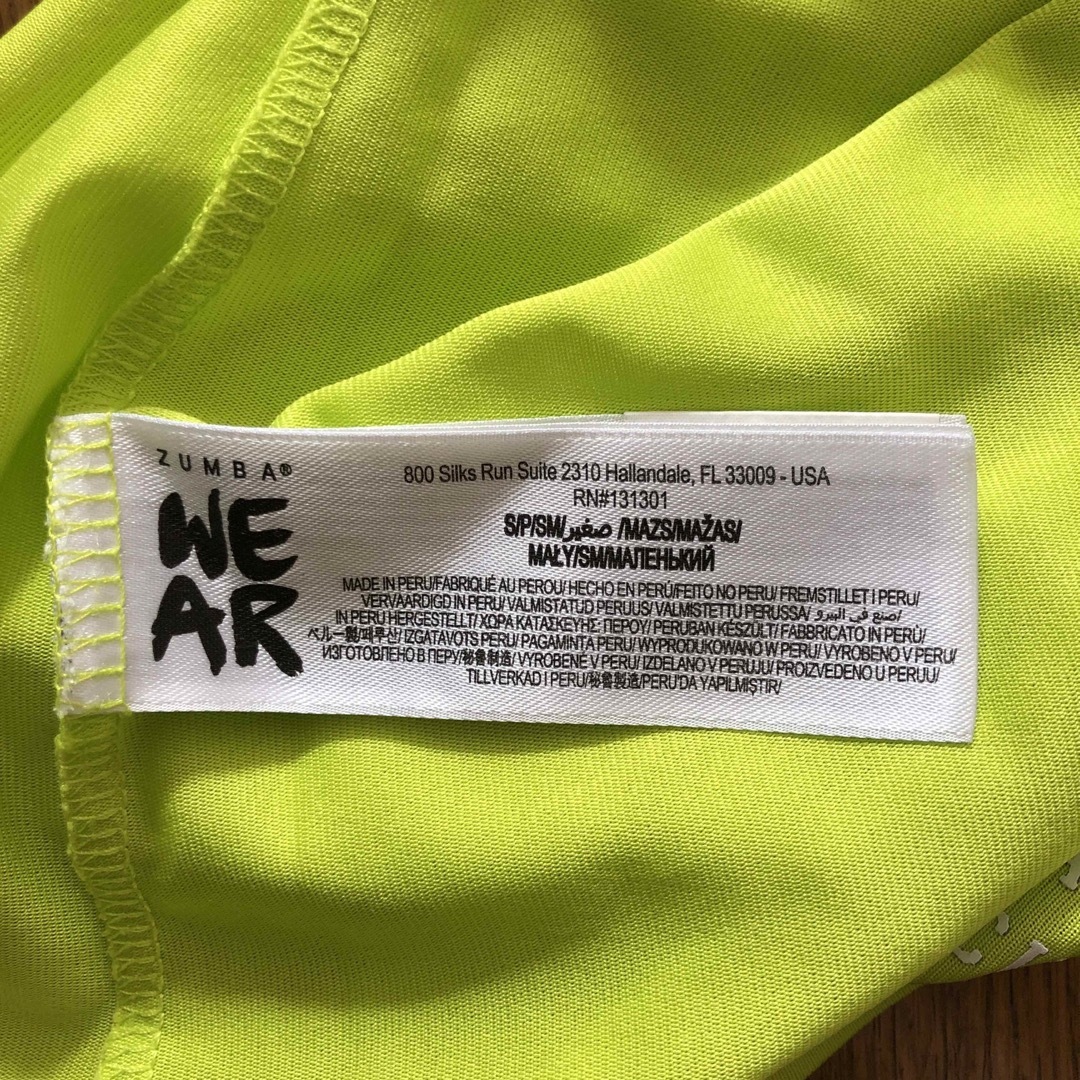 ZUMBA®
WE
AR
800 Silks Run Suite 2310 Hallandale, FL 33009 - USA
RN#131301
S/P/SM/صغير /MAZS/MAŽAS/
MAŁY/SM/МАЛЕНЬКИЙ
MADE IN PERU/FABRIQUÉ AU PEROU/ HECHO EN PERÚ/FEITO NO PERU/ FREMSTILLET I PERU/
VERVAARDIGD IN PERU/ VALMISTATUD PERUUS/ VALMISTETTU PERUSSA/ صنع في البيرو/
IN PERU HERGESTELLT/ ΧΩΡΑ ΚΑΤΑΣΚΕΥΗΣ: ΠΕΡΟΥ/ PERUBAN KÉSZÜLT/ FABBRICATO IN PERÙ/
ペルー製/페루산/ IZGATAVOTS PERU/ PAGAMINTA PERU/ WYPRODUKOWANO W PERU/ VYROBENO V PERU/
ИЗГОТОВЛЕНО В ПЕРУ/秘鲁制造/ VYROBENÉ V PERU/ IZDELANO V PERUJU/ PROIZVEDENO U PERUU/
TILLVERKAD I PERU/秘魯製造/PERU'DA YAPILMIŞTIR/